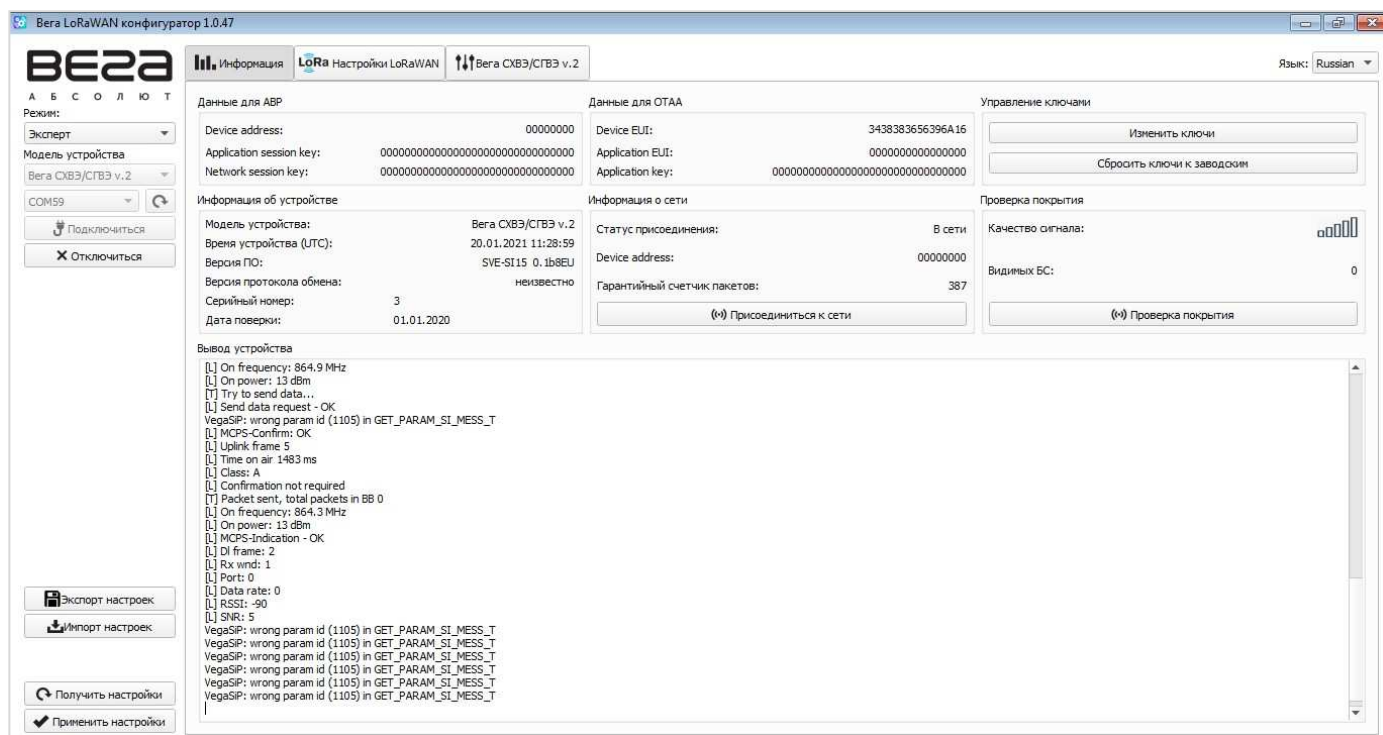 Вега LoRaWAN конфигуратор 1.0.47
ВЕГА
АБСОЛЮТ
Режим:
Эксперт
Модель устройства
Вега СХВЭ/СГВЭ v.2
COM59
Подключиться
Отключиться
Экспорт настроек
Импорт настроек
Получить настройки
Применить настройки
Информация
LoRa Настройки LoRaWAN
Вега СХВЭ/СГВЭ v.2
Язык: Russian
Данные для ABP
Device address: 00000000
Application session key: 00000000000000000000000000000000
Network session key: 00000000000000000000000000000000
Данные для OTAA
Device EUI: 3438383656396A16
Application EUI: 0000000000000000
Application key: 00000000000000000000000000000000
Управление ключами
Изменить ключи
Сбросить ключи к заводским
Информация об устройстве
Модель устройства: Вега СХВЭ/СГВЭ v.2
Время устройства (UTC): 20.01.2021 11:28:59
Версия ПО: SVE-SI15 0.1b8EU
Версия протокола обмена: неизвестно
Серийный номер: 3
Дата поверки: 01.01.2020
Информация о сети
Статус присоединения: В сети
Device address: 00000000
Гарантийный счетчик пакетов: 387
Присоединиться к сети
Проверка покрытия
Качество сигнала:
Видимых БС: 0
Проверка покрытия
Вывод устройства
[L] On frequency: 864.9 MHz
[L] On power: 13 dBm
[T] Try to send data...
[L] Send data request - OK
VegaSiP: wrong param id (1105) in GET_PARAM_SI_MESS_T
[L] MCPS-Confirm: OK
[L] Uplink frame 5
[L] Time on air 1483 ms
[L] Class: A
[L] Confirmation not required
[T] Packet sent, total packets in BB 0
[L] On frequency: 864.3 MHz
[L] On power: 13 dBm
[L] MCPS-Indication - OK
[L] Dl frame: 2
[L] Rx wnd: 1
[L] Port: 0
[L] Data rate: 0
[L] RSSI: -90
[L] SNR: 5
VegaSiP: wrong param id (1105) in GET_PARAM_SI_MESS_T
VegaSiP: wrong param id (1105) in GET_PARAM_SI_MESS_T
VegaSiP: wrong param id (1105) in GET_PARAM_SI_MESS_T
VegaSiP: wrong param id (1105) in GET_PARAM_SI_MESS_T
VegaSiP: wrong param id (1105) in GET_PARAM_SI_MESS_T
VegaSiP: wrong param id (1105) in GET_PARAM_SI_MESS_T